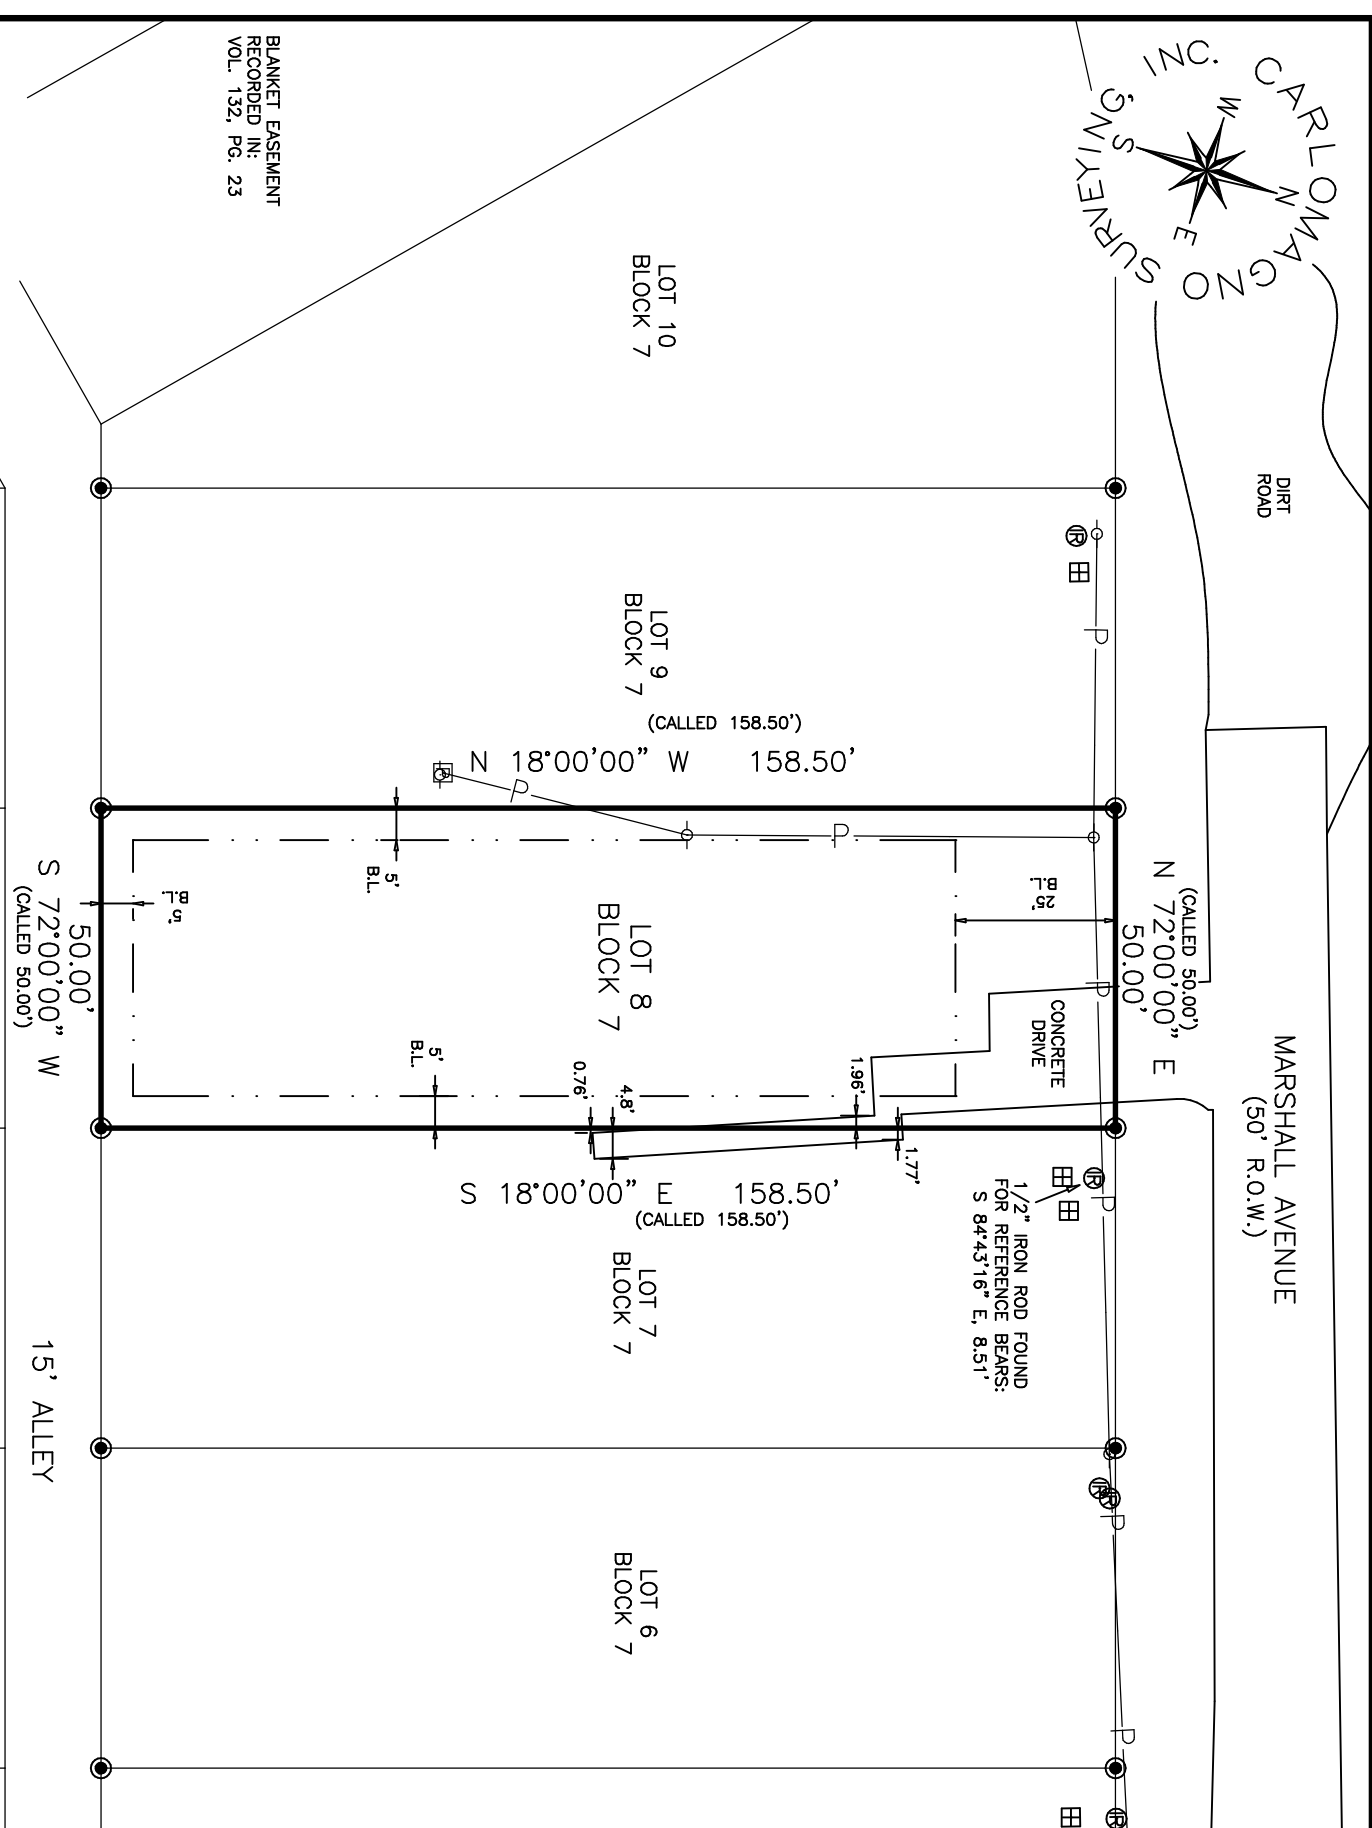 CARLOMAGNO SURVEYING, INC.
N
E
S
W
BLANKET EASEMENT
RECORDED IN:
VOL. 132, PG. 23
DIRT
ROAD
LOT 10
BLOCK 7
LOT 9
BLOCK 7
(CALLED 158.50')
N 18°00'00" W 158.50'
P
P
P
P
P
P
P
IR
IR
IR
IR
IR
(CALLED 50.00')
N 72°00'00" E
50.00'
MARSHALL AVENUE
(50' R.O.W.)
25'
B.L.
5'
B.L.
5'
B.L.
5'
B.L.
LOT 8
BLOCK 7
CONCRETE
DRIVE
1.96'
4.8'
0.76'
1.77'
50.00'
S 72°00'00" W
(CALLED 50.00')
S 18°00'00" E 158.50'
(CALLED 158.50')
1/2" IRON ROD FOUND
FOR REFERENCE BEARS:
S 84°43'16" E, 8.51'
LOT 7
BLOCK 7
15' ALLEY
LOT 6
BLOCK 7